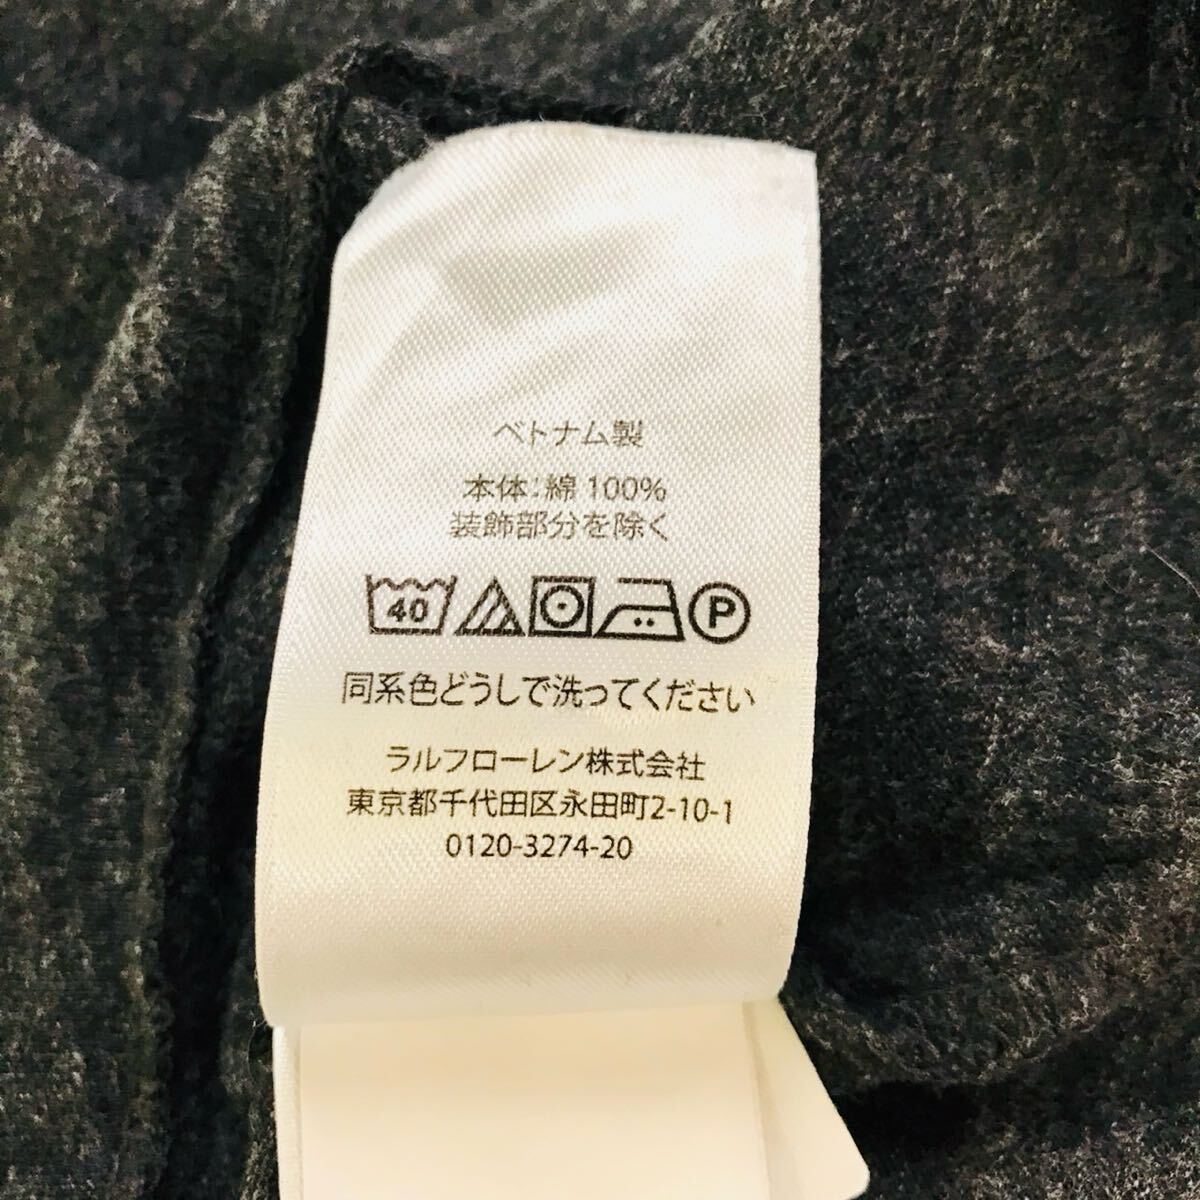 ベトナム製
本体:綿 100%
装飾部分を除く
40 P
同系色どうしで洗ってください
ラルフローレン株式会社
東京都千代田区永田町2-10-1
0120-3274-20